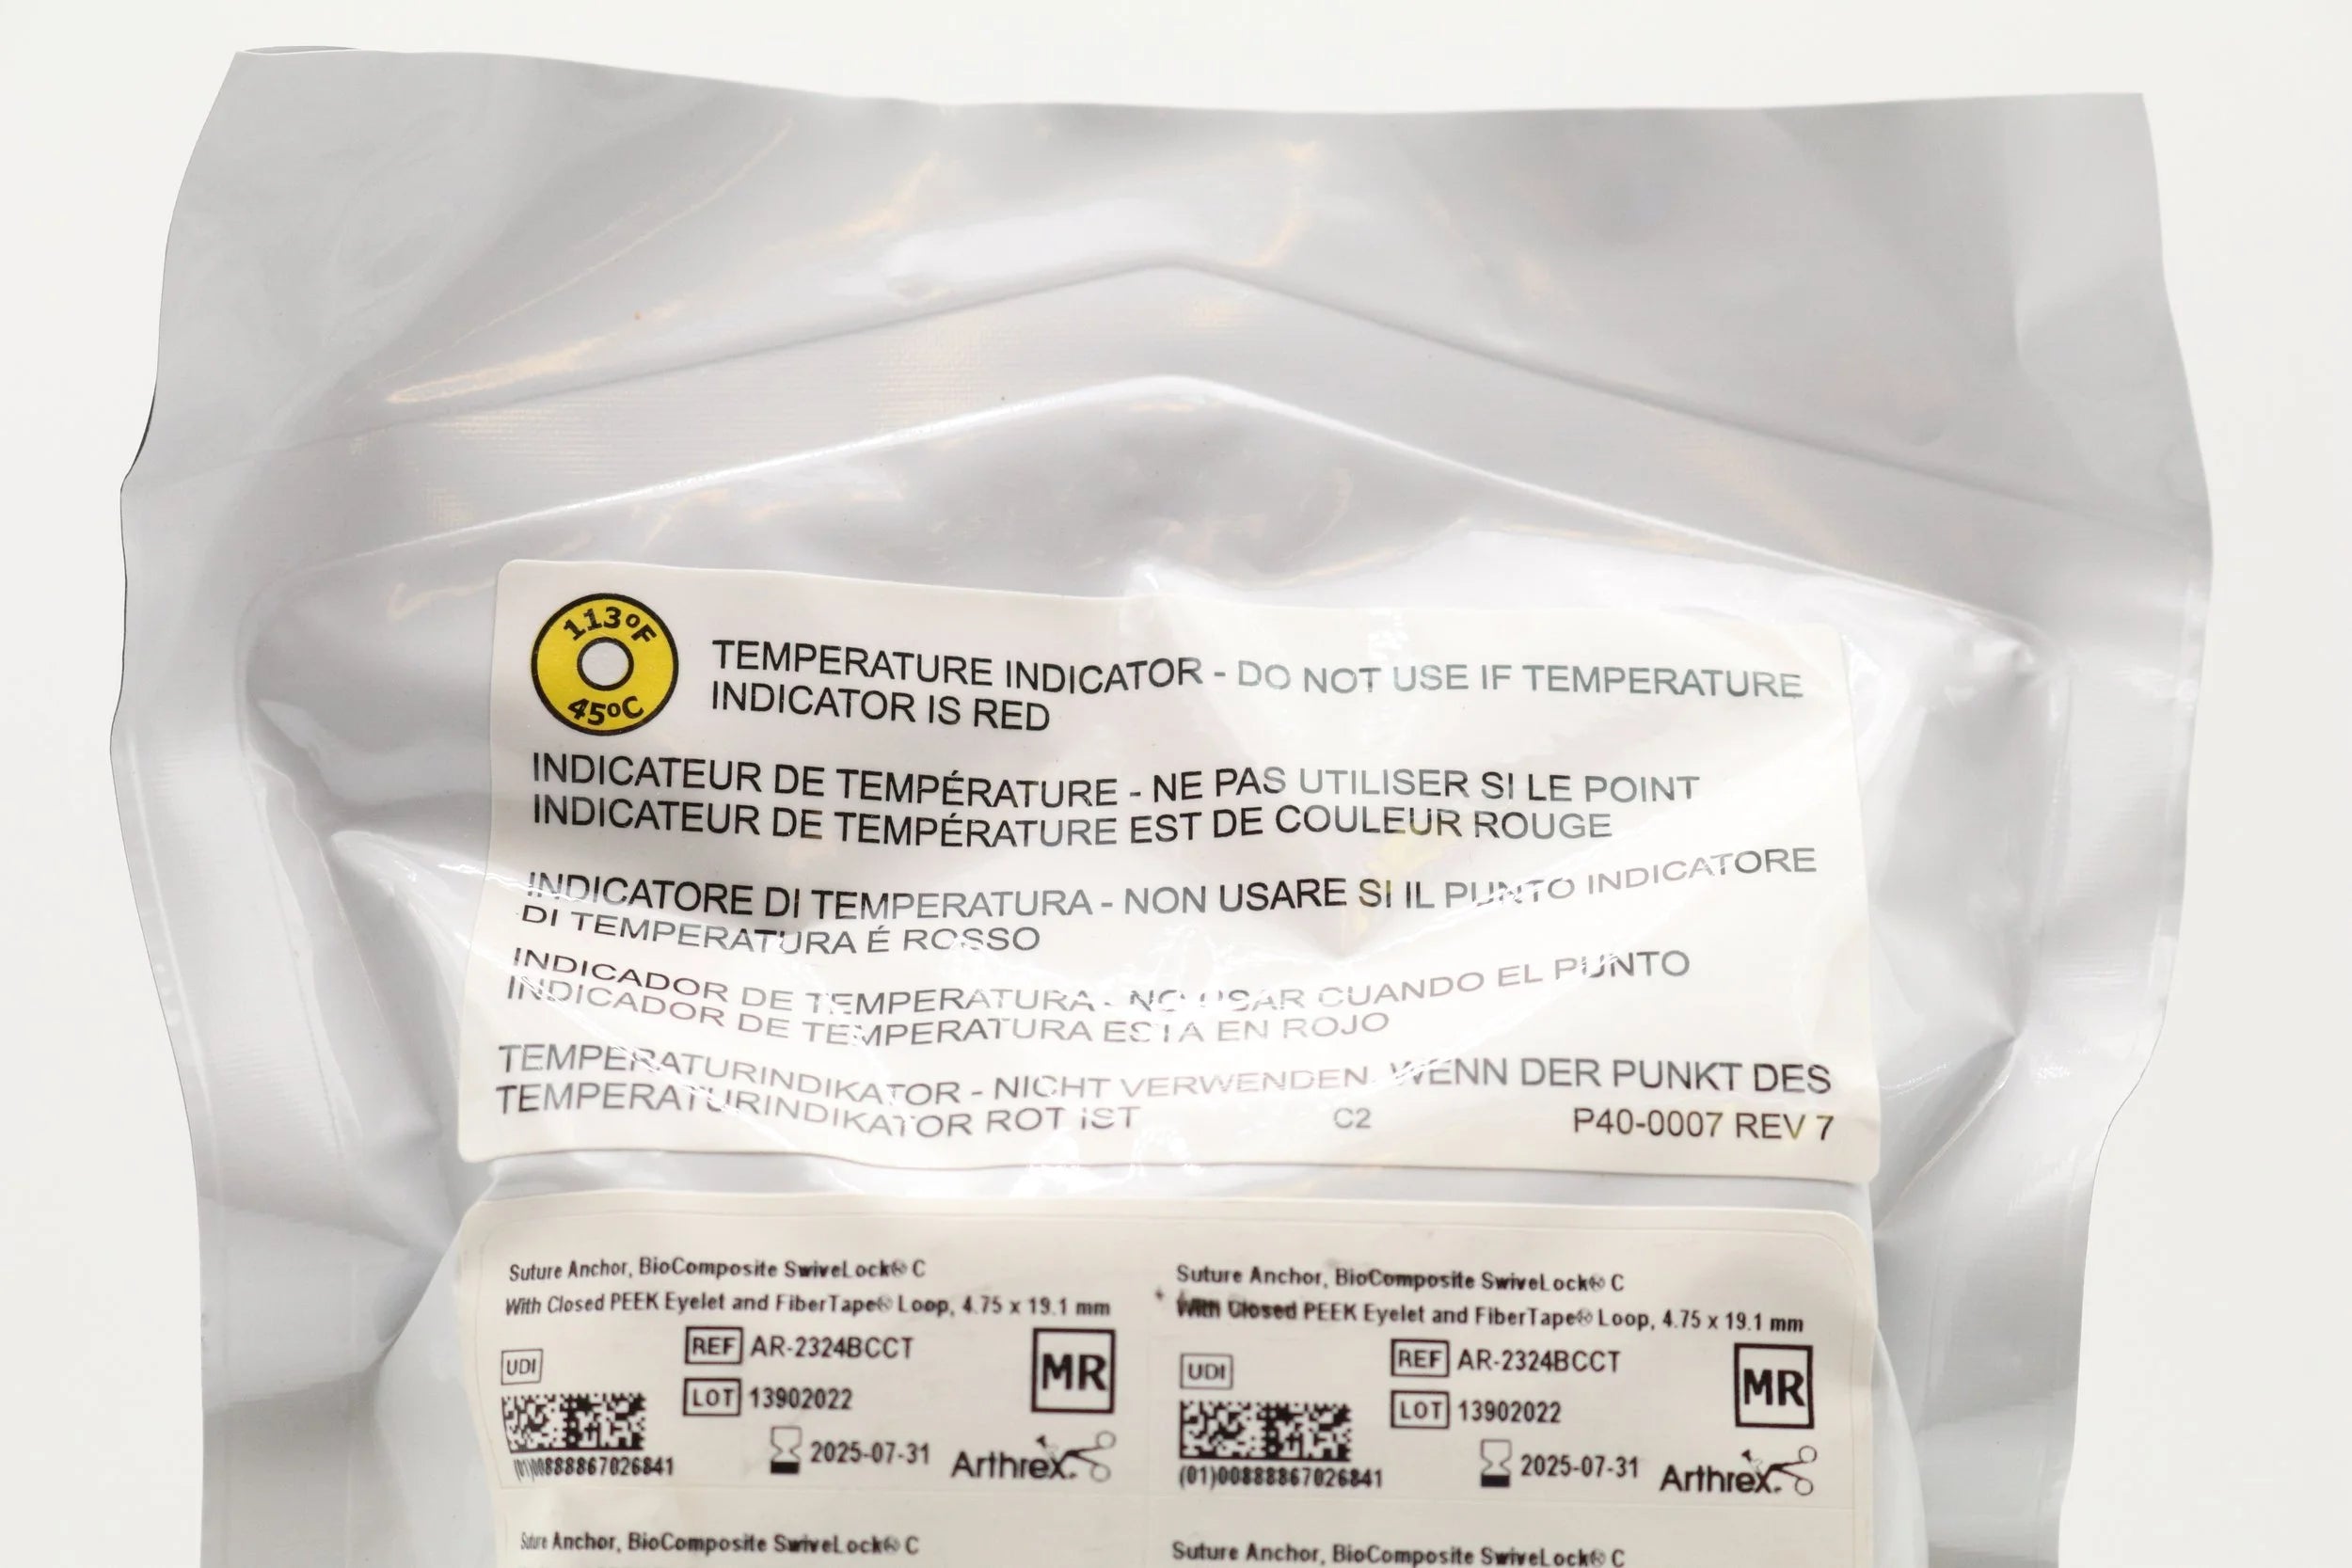 113ºF
45ºC
TEMPERATURE INDICATOR - DO NOT USE IF TEMPERATURE
INDICATOR IS RED
INDICATEUR DE TEMPÉRATURE - NE PAS UTILISER SI LE POINT
INDICATEUR DE TEMPÉRATURE EST DE COULEUR ROUGE
INDICATORE DI TEMPERATURA - NON USARE SI IL PUNTO INDICATORE
DI TEMPERATURA É ROSSO
INDICADOR DE TEMPERATURA - NO USAR CUANDO EL PUNTO
INDICADOR DE TEMPERATURA ESTA EN ROJO
TEMPERATURINDIKATOR - NICHT VERWENDEN, WENN DER PUNKT DES
TEMPERATURINDIKATOR ROT IST C2 P40-0007 REV 7
Suture Anchor, BioComposite SwiveLock® C
With Closed PEEK Eyelet and FiberTape® Loop, 4.75 x 19.1 mm
UDI
REF AR-2324BCCT
MR
LOT 13902022
2025-07-31
Arthrex
(01)00888867026841
Suture Anchor, BioComposite SwiveLock® C
With Closed PEEK Eyelet and FiberTape® Loop, 4.75 x 19.1 mm
UDI
REF AR-2324BCCT
MR
LOT 13902022
2025-07-31
Arthrex
(01)00888867026841
Suture Anchor, BioComposite SwiveLock® C
Suture Anchor, BioComposite SwiveLock® C